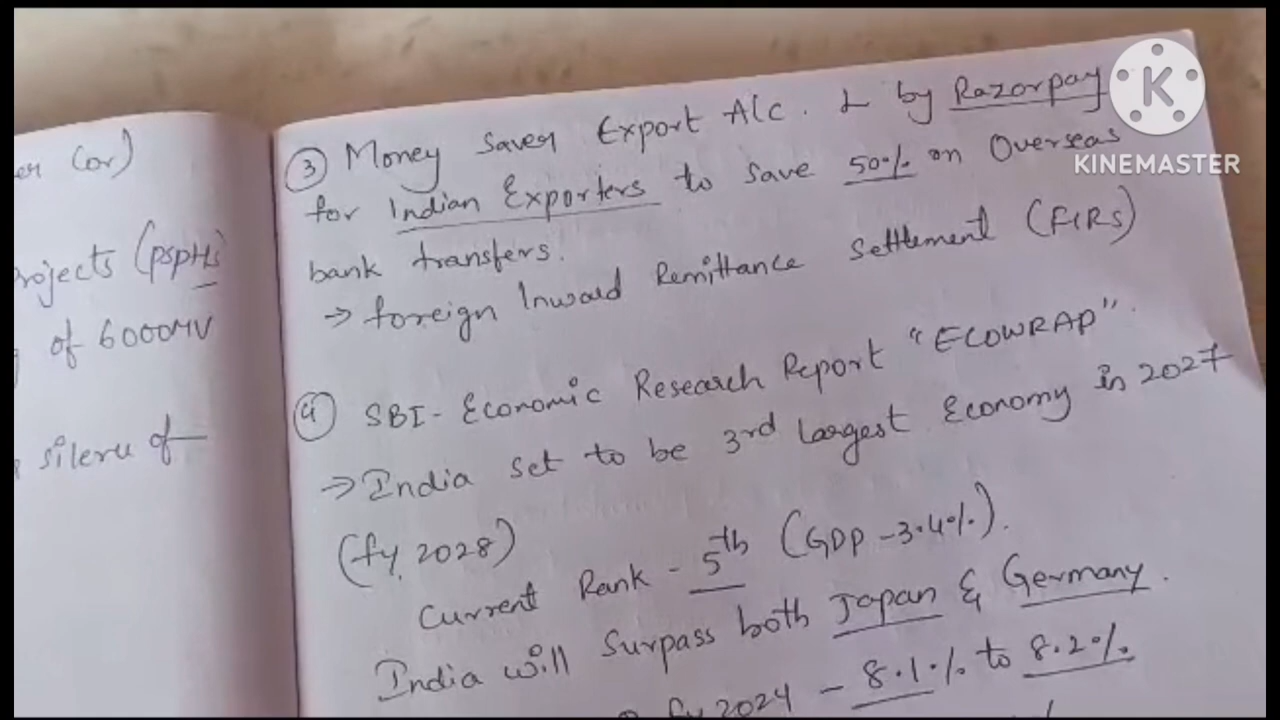 er (or)
rojects (PSPHs)
of 6000MV
sileru of
③ Money Saver Export A/c. & by Razorpay
for Indian Exporters to save 50% on Overseas
bank transfers.
→ foreign Inward Remittance Settlement (FIRS)
④ SBI - Economic Research Report "ECOWRAP".
→ India set to be 3rd largest Economy in 2027
(fy. 2028)
Current Rank - 5th (GDP - 3.4%).
India will Surpass both Japan & Germany.
fy 2024 - 8.1% to 8.2%
KINEMASTER